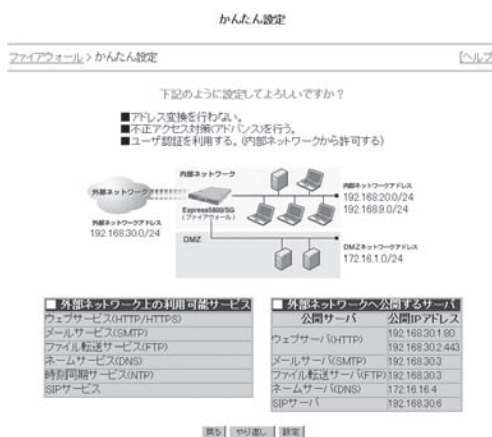 かんたん設定
ファイアウォール > かんたん設定
[ヘルプ
下記のように設定してよろしいですか？
■アドレス変換を行わない。
■不正アクセス対策(アドバンス)を行う。
■ユーザ認証を利用する。(内部ネットワークから許可する)
内部ネットワーク
外部ネットワーク
Express5800/SG
(ファイアウォール)
内部ネットワークアドレス
192.168.20.0/24
192.168.9.0/24
外部ネットワークアドレス
192.168.30.0/24
DMZ
DMZネットワークアドレス
172.16.1.0/24
■ 外部ネットワーク上の利用可能サービス
ウェブサービス(HTTP/HTTPS)
メールサービス(SMTP)
ファイル転送サービス(FTP)
ネームサービス(DNS)
時刻同期サービス(NTP)
SIPサービス
■ 外部ネットワークへ公開するサーバ
公開サーバ 公開IPアドレス
ウェブサーバ(HTTP) 192.168.30.1:80
192.168.30.2:443
メールサーバ(SMTP) 192.168.30.3
ファイル転送サーバ(FTP) 192.168.30.3
ネームサーバ(DNS) 172.16.16.4
SIPサーバ 192.168.30.6
戻る やり直し 設定